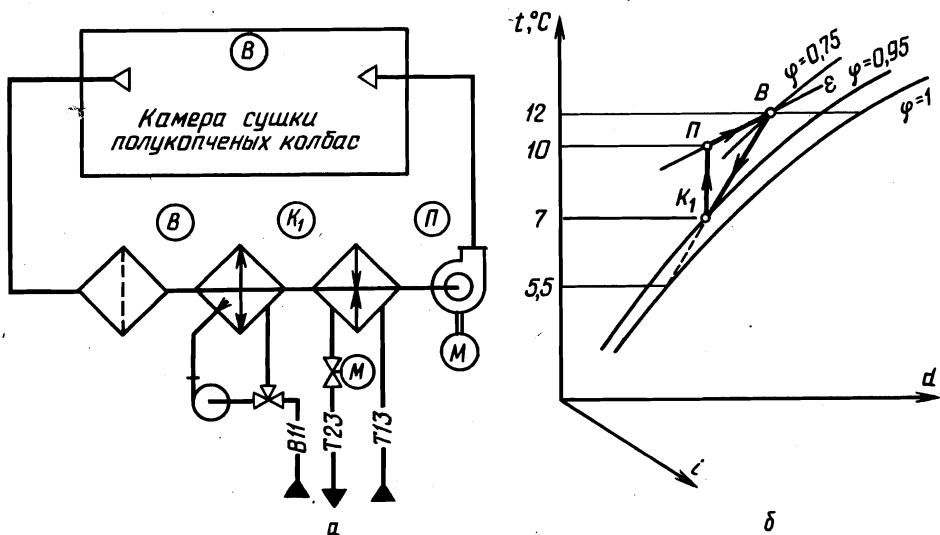 В
Камера сушки
полукопченых колбас
В
К₁
П
М
М
В11
Т23
Т13
а
t,°C
φ=0,75
φ=0,95
ε
φ=1
В
12
П
10
К₁
7
5,5
d
i
б